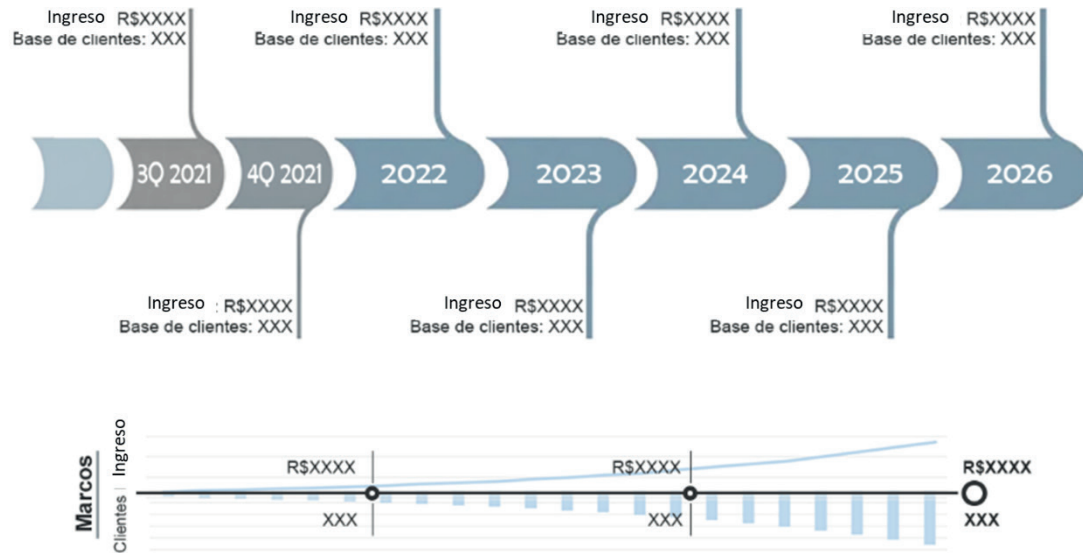 Ingreso R$XXXX
Base de clientes: XXX
Ingreso R$XXXX
Base de clientes: XXX
Ingreso R$XXXX
Base de clientes: XXX
Ingreso R$XXXX
Base de clientes: XXX
3Q 2021
4Q 2021
2022
2023
2024
2025
2026
Ingreso : R$XXXX
Base de clientes: XXX
Ingreso R$XXXX
Base de clientes: XXX
Ingreso R$XXXX
Base de clientes: XXX
Marcos
Clientes | Ingreso
R$XXXX
R$XXXX
R$XXXX
XXX
XXX
XXX